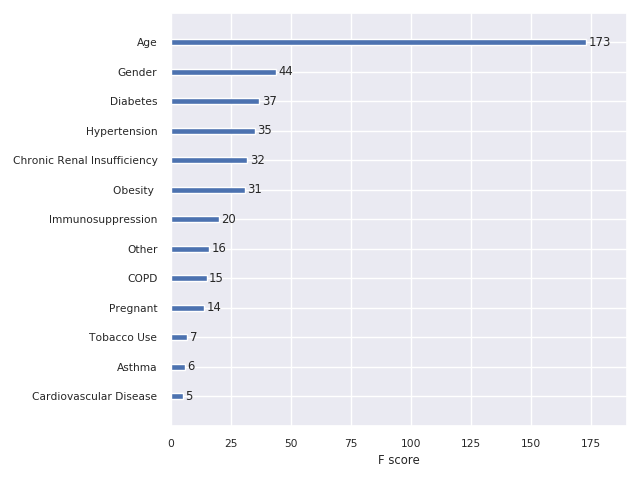 Age 173
Gender 44
Diabetes 37
Hypertension 35
Chronic Renal Insufficiency 32
Obesity 31
Immunosuppression 20
Other 16
COPD 15
Pregnant 14
Tobacco Use 7
Asthma 6
Cardiovascular Disease 5
0 25 50 75 100 125 150 175
F score